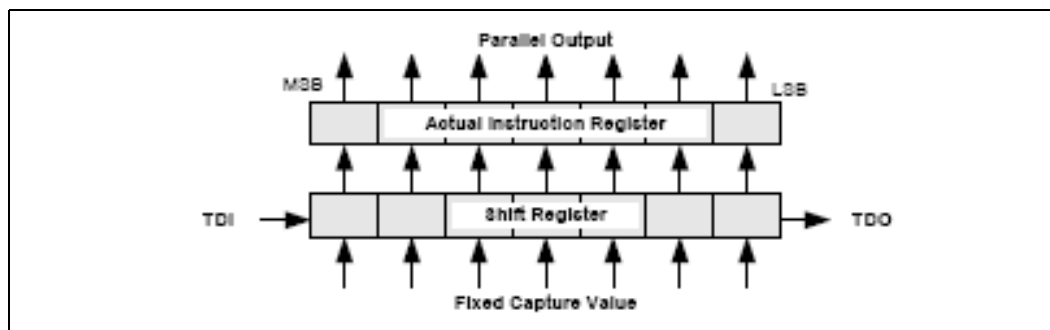 Parallel Output
MSB
LSB
Actual Instruction Register
TDI
Shift Register
TDO
Fixed Capture Value